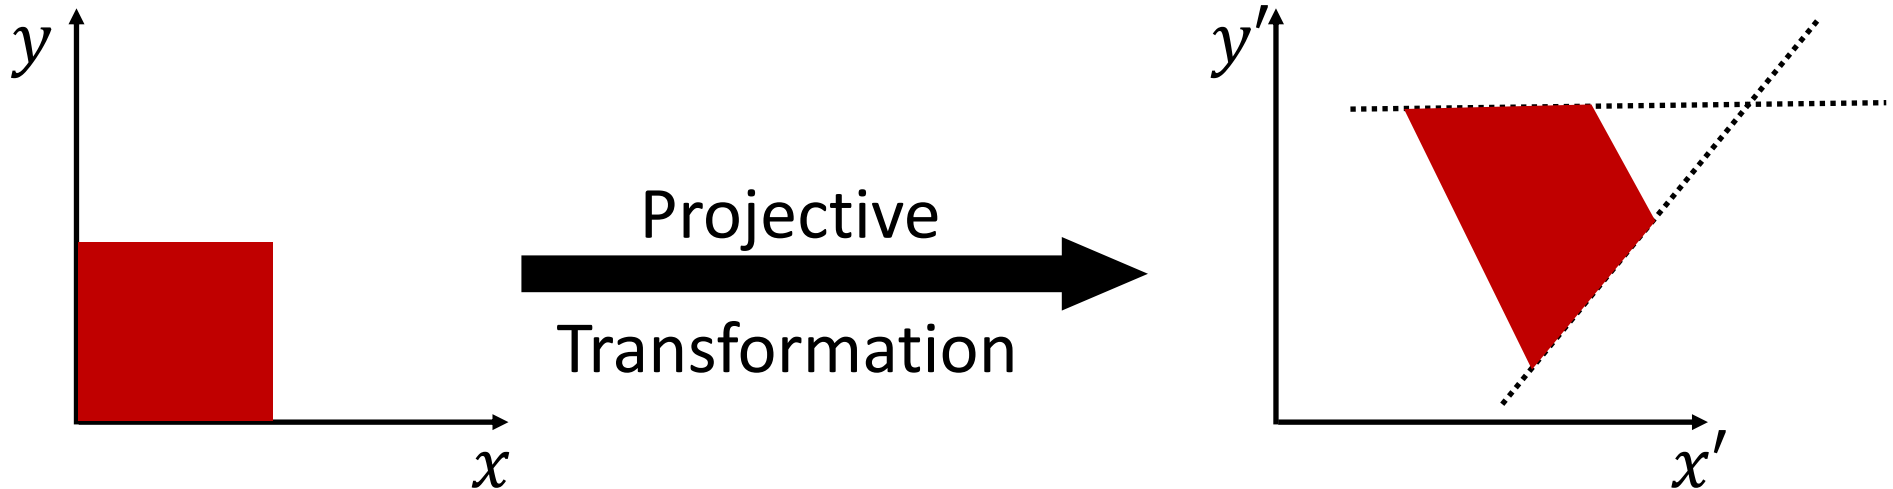 y
x
Projective
Transformation
y′
x′